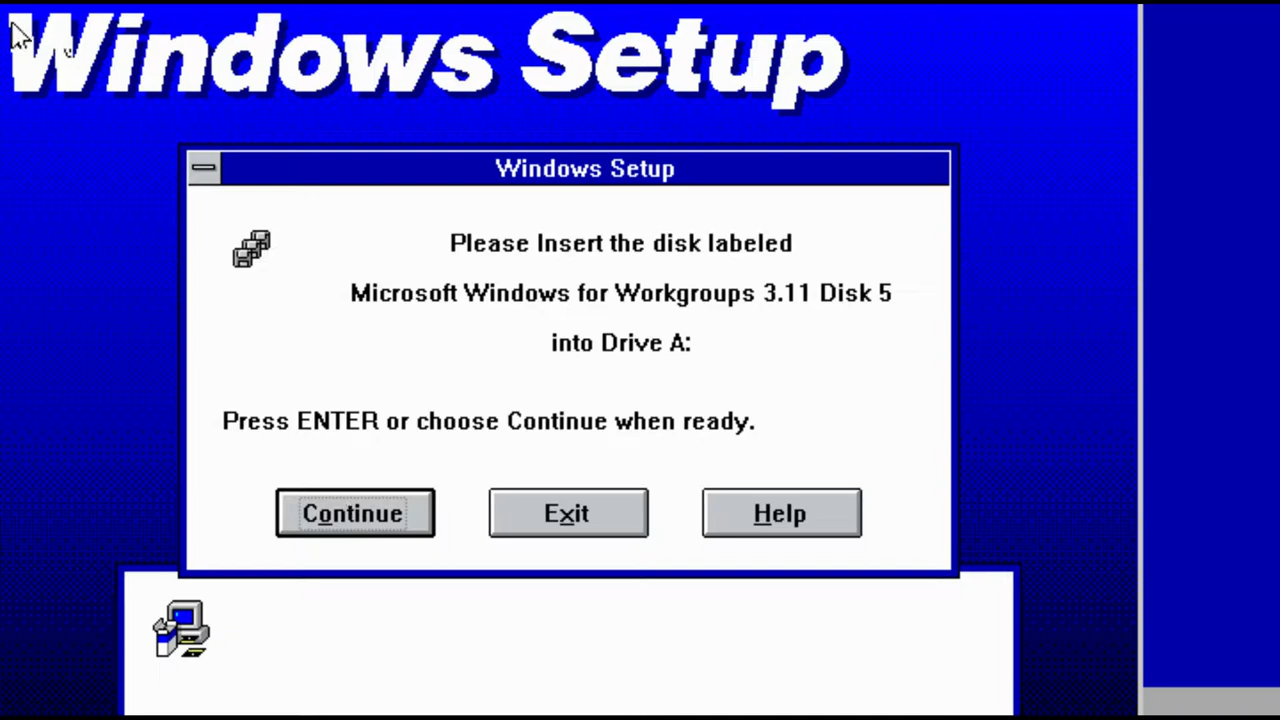 Windows Setup
Windows Setup
Please Insert the disk labeled
Microsoft Windows for Workgroups 3.11 Disk 5
into Drive A:
Press ENTER or choose Continue when ready.
Continue Exit Help